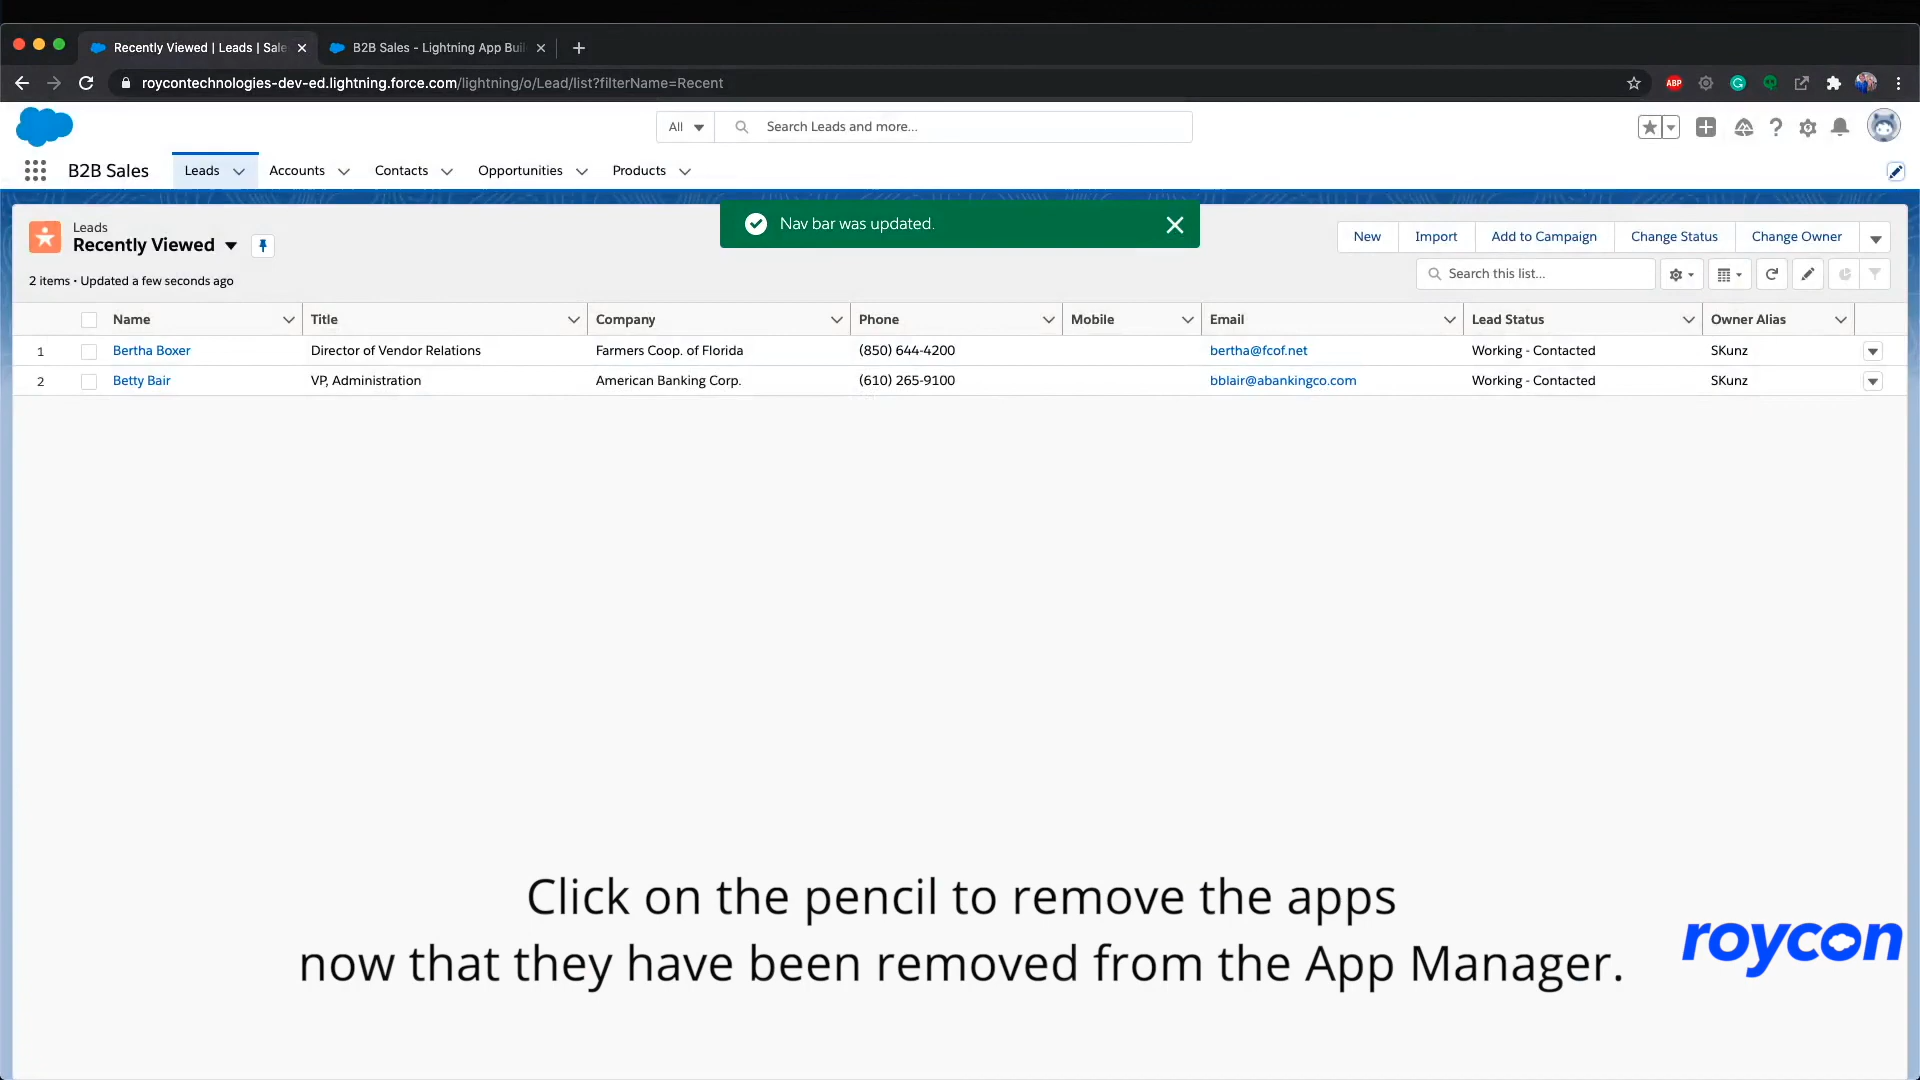 Recently Viewed | Leads | Sale
B2B Sales - Lightning App Buil
roycontechnologies-dev-ed.lightning.force.com/lightning/o/Lead/list?filterName=Recent
ABP
All
Search Leads and more...
B2B Sales
Leads
Accounts
Contacts
Opportunities
Products
Nav bar was updated.
Leads
Recently Viewed
2 items • Updated a few seconds ago
New
Import
Add to Campaign
Change Status
Change Owner
Search this list...
Name Title Company Phone Mobile Email Lead Status Owner Alias
1 Bertha Boxer Director of Vendor Relations Farmers Coop. of Florida (850) 644-4200 bertha@fcof.net Working - Contacted SKunz
2 Betty Bair VP, Administration American Banking Corp. (610) 265-9100 bblair@abankingco.com Working - Contacted SKunz
Click on the pencil to remove the apps
now that they have been removed from the App Manager.
roycon